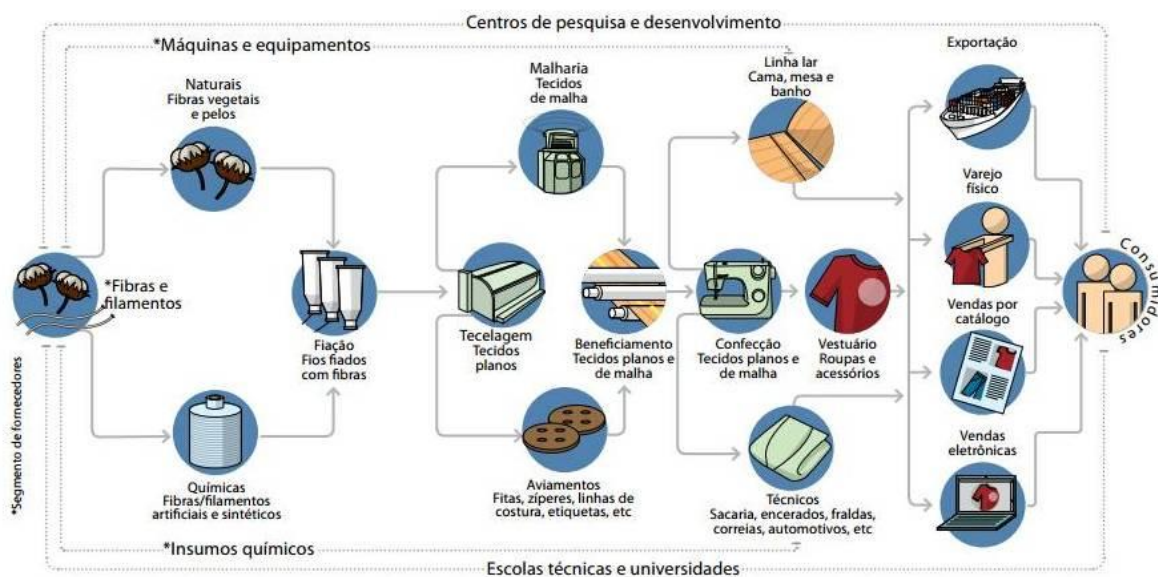 Centros de pesquisa e desenvolvimento
*Máquinas e equipamentos
Exportação
Naturais
Fibras vegetais
e pelos
Malharia
Tecidos
de malha
Linha lar
Cama, mesa e
banho
Varejo
físico
*Fibras e
filamentos
Fiação
Fios fiados
com fibras
Tecelagem
Tecidos
planos
Beneficiamento
Tecidos planos e
de malha
Confecção
Tecidos planos e
de malha
Vestuário
Roupas e
acessórios
Vendas por
catálogo
Consumidores
*Segmento de fornecedores
Químicas
Fibras/filamentos
artificiais e sintéticos
Aviamentos
Fitas, zíperes, linhas de
costura, etiquetas, etc
Técnicos
Sacaria, encerados, fraldas,
correias, automotivos, etc
Vendas
eletrônicas
*Insumos químicos
Escolas técnicas e universidades